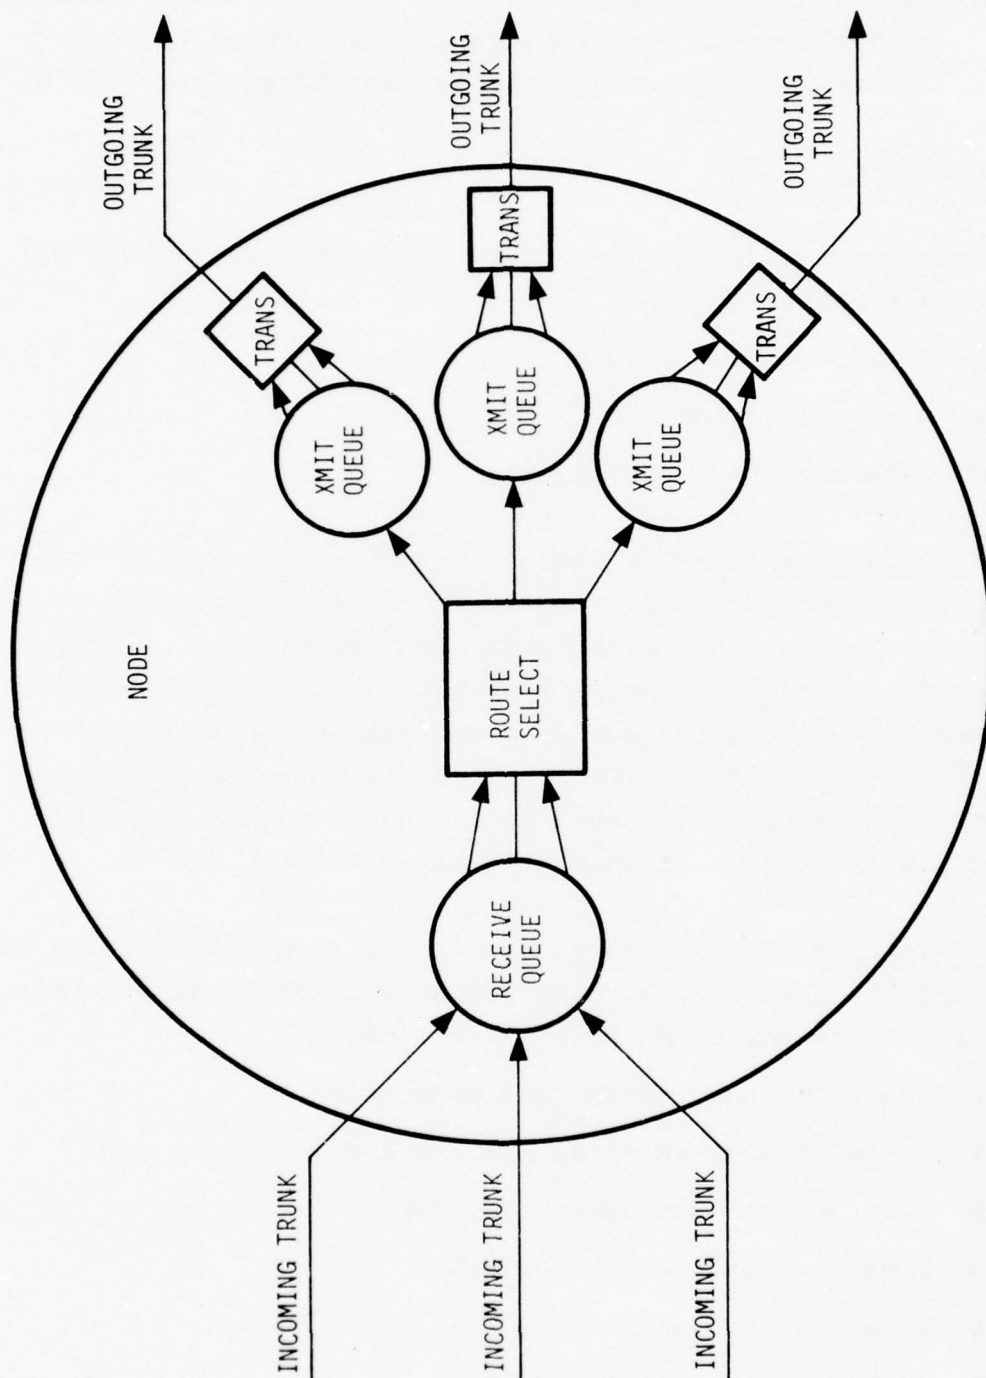 INCOMING TRUNK
INCOMING TRUNK
INCOMING TRUNK
RECEIVE
QUEUE
NODE
ROUTE
SELECT
XMIT
QUEUE
TRANS
OUTGOING
TRUNK
XMIT
QUEUE
TRANS
OUTGOING
TRUNK
XMIT
QUEUE
TRANS
OUTGOING
TRUNK